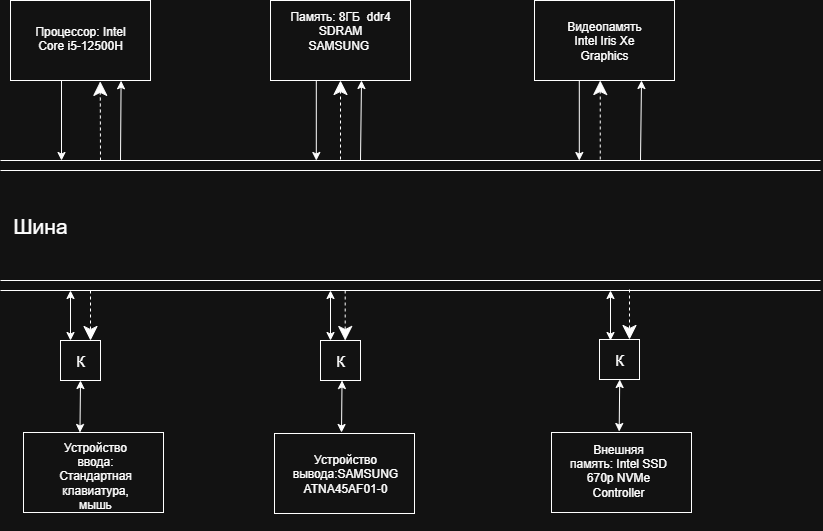 Процессор: Intel
Core i5-12500H
Память: 8ГБ ddr4
SDRAM
SAMSUNG
Видеопамять
Intel Iris Xe
Graphics
Шина
К
К
К
Устройство
ввода:
Стандартная
клавиатура,
мышь
Устройство
вывода:SAMSUNG
ATNA45AF01-0
Внешняя
память: Intel SSD
670p NVMe
Controller